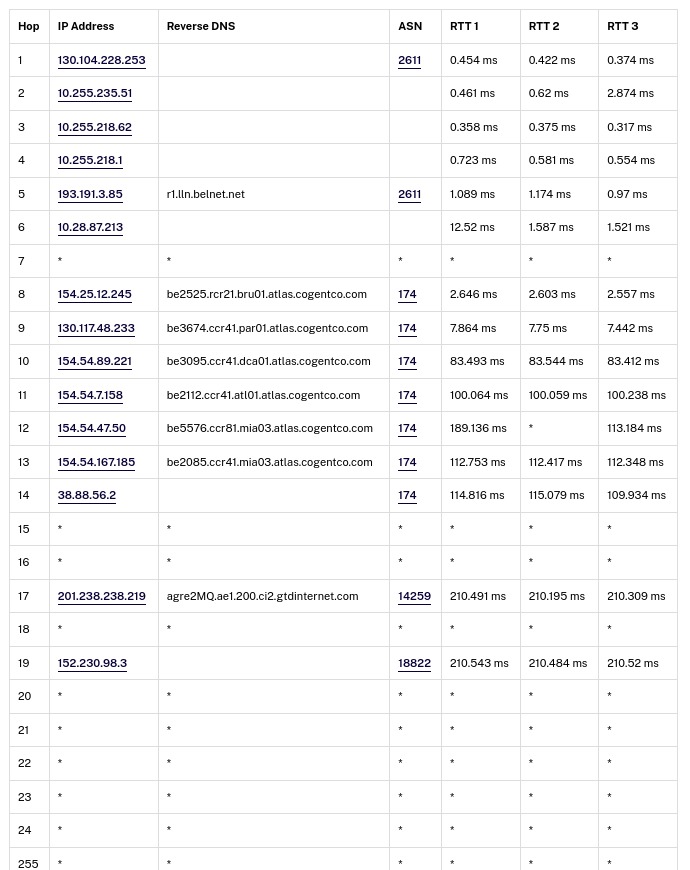 Hop IP Address Reverse DNS ASN RTT 1 RTT 2 RTT 3
1 130.104.228.253 2611 0.454 ms 0.422 ms 0.374 ms
2 10.255.235.51 0.461 ms 0.62 ms 2.874 ms
3 10.255.218.62 0.358 ms 0.375 ms 0.317 ms
4 10.255.218.1 0.723 ms 0.581 ms 0.554 ms
5 193.191.3.85 r1.lln.belnet.net 2611 1.089 ms 1.174 ms 0.97 ms
6 10.28.87.213 12.52 ms 1.587 ms 1.521 ms
7 * * * * * *
8 154.25.12.245 be2525.rcr21.bru01.atlas.cogentco.com 174 2.646 ms 2.603 ms 2.557 ms
9 130.117.48.233 be3674.ccr41.par01.atlas.cogentco.com 174 7.864 ms 7.75 ms 7.442 ms
10 154.54.89.221 be3095.ccr41.dca01.atlas.cogentco.com 174 83.493 ms 83.544 ms 83.412 ms
11 154.54.7.158 be2112.ccr41.atl01.atlas.cogentco.com 174 100.064 ms 100.059 ms 100.238 ms
12 154.54.47.50 be5576.ccr81.mia03.atlas.cogentco.com 174 189.136 ms * 113.184 ms
13 154.54.167.185 be2085.ccr41.mia03.atlas.cogentco.com 174 112.753 ms 112.417 ms 112.348 ms
14 38.88.56.2 174 114.816 ms 115.079 ms 109.934 ms
15 * * * * * *
16 * * * * * *
17 201.238.238.219 agre2MQ.ae1.200.ci2.gtdinternet.com 14259 210.491 ms 210.195 ms 210.309 ms
18 * * * * * *
19 152.230.98.3 18822 210.543 ms 210.484 ms 210.52 ms
20 * * * * * *
21 * * * * * *
22 * * * * * *
23 * * * * * *
24 * * * * * *
255 * * * * * *